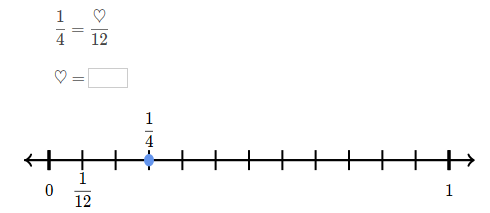 1/4 = ♡/12
♡ =
1/4
0 1/12 1